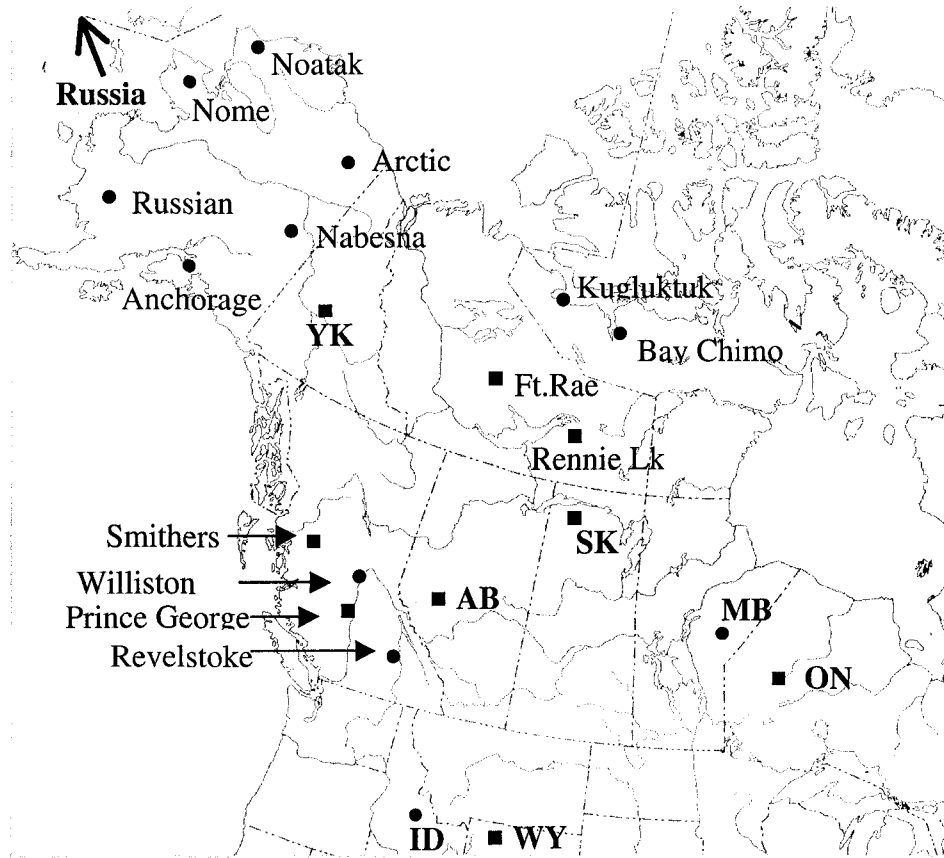 Noatak
Russia
Nome
Arctic
Russian
Nabesna
Anchorage
Kugluktuk
YK
Bay Chimo
Ft.Rae
Rennie Lk
Smithers
SK
Williston
AB
Prince George
MB
Revelstoke
ON
ID
WY